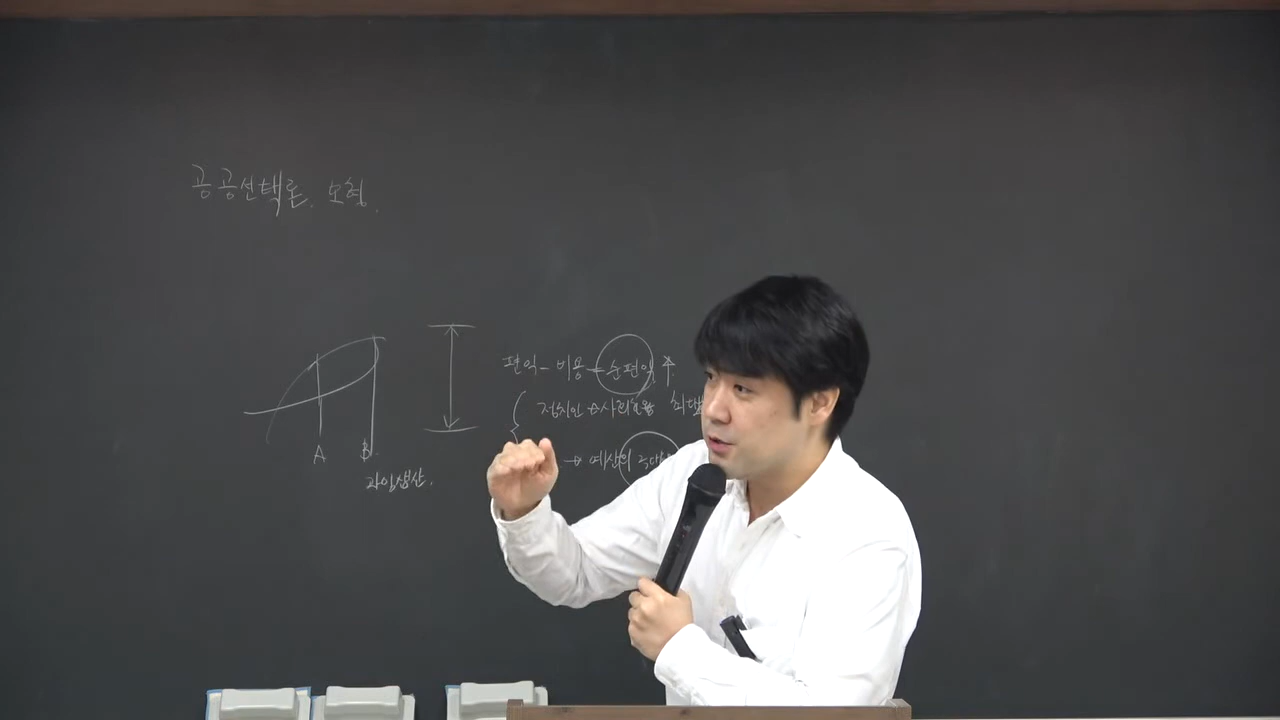 공공선택론. 모형.
편익 - 비용 = 순편익 ↑.
정치인 → 사리
→ 예산의
A B.
과잉생산.